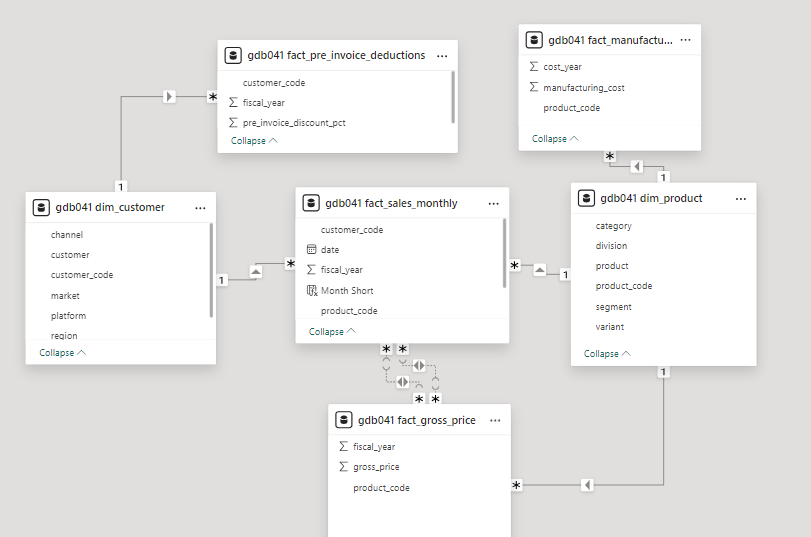 gdb041 fact_pre_invoice_deductions ...
customer_code
Σ fiscal_year
Σ pre_invoice_discount_pct
Collapse
gdb041 fact_manufactu... ...
Σ cost_year
Σ manufacturing_cost
product_code
Collapse
1
*
*
1
gdb041 dim_customer ...
channel
customer
customer_code
market
platform
region
Collapse
1
*
gdb041 fact_sales_monthly ...
customer_code
date
Σ fiscal_year
Month Short
product_code
Collapse
*
1
gdb041 dim_product ...
category
division
product
product_code
segment
variant
Collapse
1
* *
* *
gdb041 fact_gross_price ...
Σ fiscal_year
Σ gross_price
product_code
*